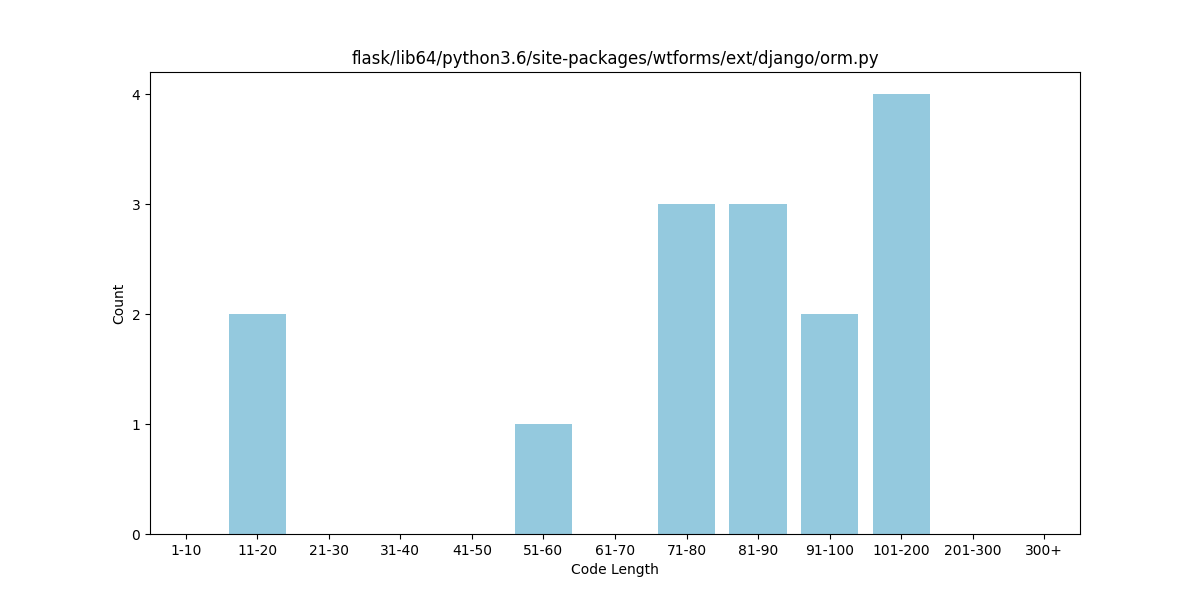 flask/lib64/python3.6/site-packages/wtforms/ext/django/orm.py
4
3
2
1
0
Count
1-10 11-20 21-30 31-40 41-50 51-60 61-70 71-80 81-90 91-100 101-200 201-300 300+
Code Length